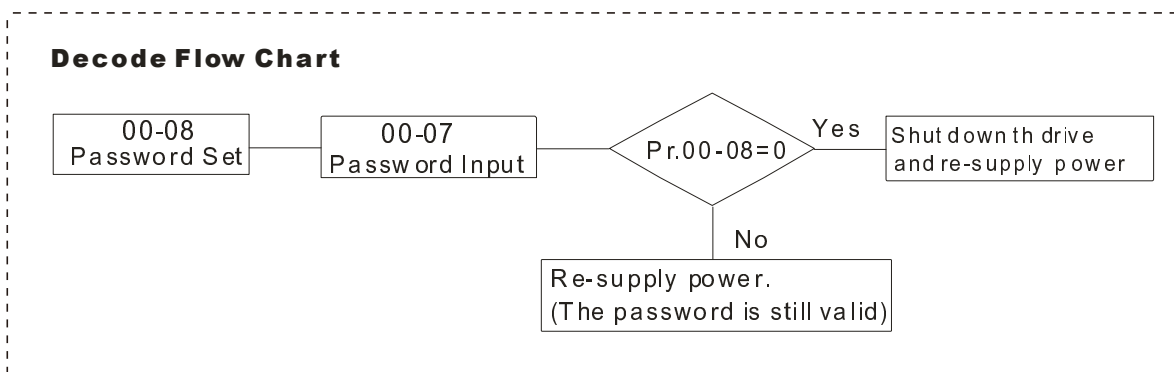 Decode Flow Chart
00-08
Password Set
00-07
Password Input
Pr.00-08=0
Yes
Shut down th drive
and re-supply power
No
Re-supply power.
(The password is still valid)